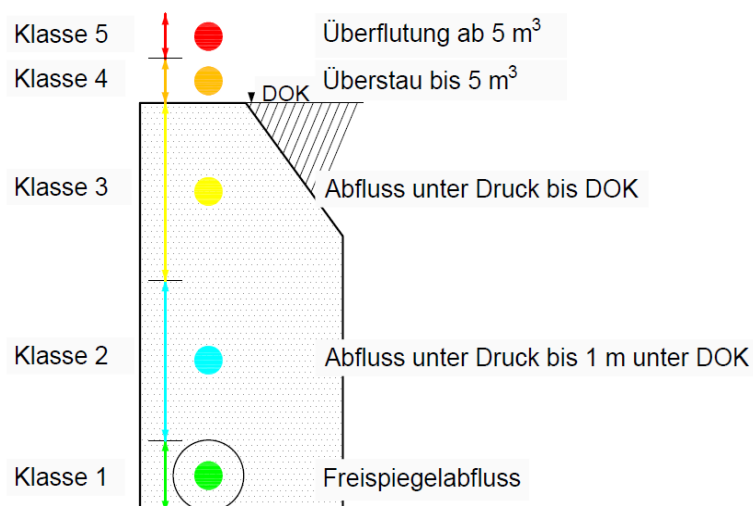 Klasse 5 Überflutung ab 5 m³
Klasse 4 Überstau bis 5 m³
DOK
Klasse 3 Abfluss unter Druck bis DOK
Klasse 2 Abfluss unter Druck bis 1 m unter DOK
Klasse 1 Freispiegelabfluss